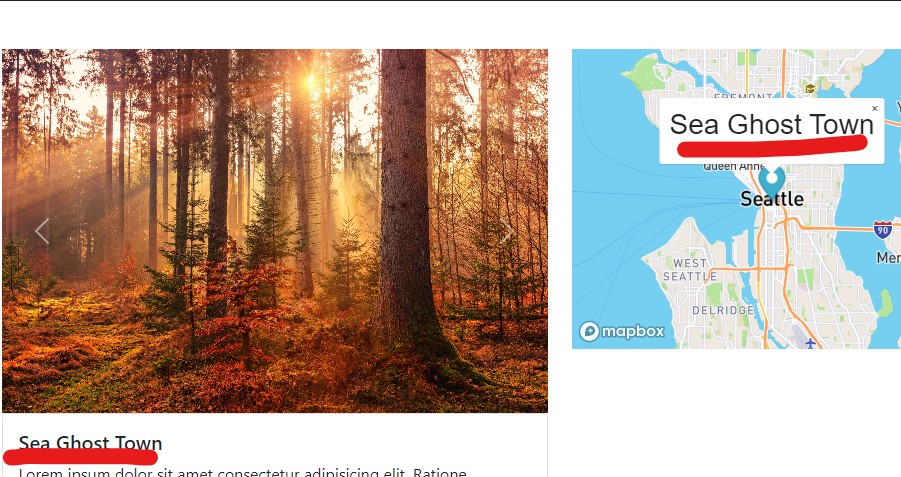 Sea Ghost Town
Lorem ipsum dolor sit amet consectetur adipisicing elit. Ratione
FREMONT
×
Sea Ghost Town
Queen Anne
Seattle
90
WEST
SEATTLE
DELRIDGE
mapbox